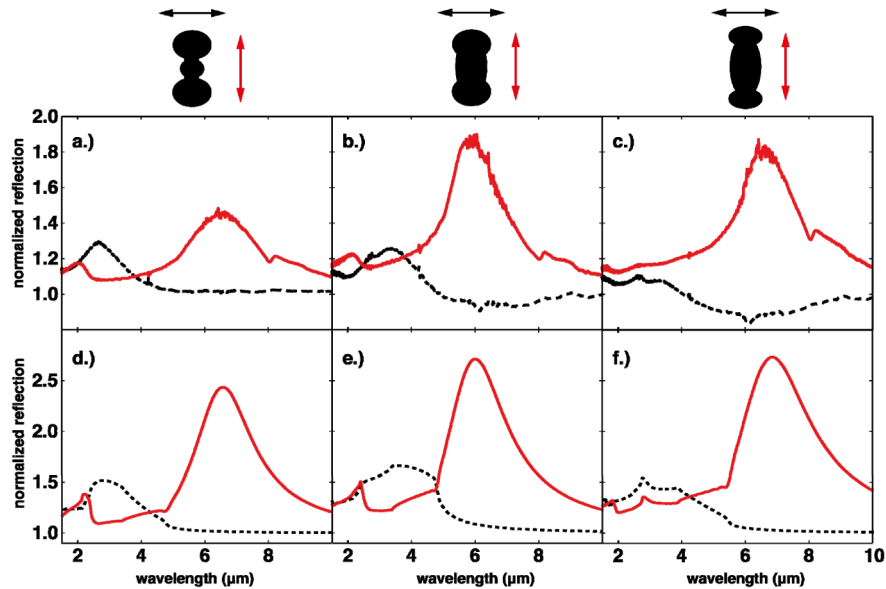 2.0
1.8
1.6
1.4
1.2
1.0
normalized reflection
a.)
b.)
c.)
2.5
2.0
1.5
1.0
normalized reflection
d.)
e.)
f.)
2 4 6 8 2 4 6 8 2 4 6 8 10
wavelength (µm) wavelength (µm) wavelength (µm)